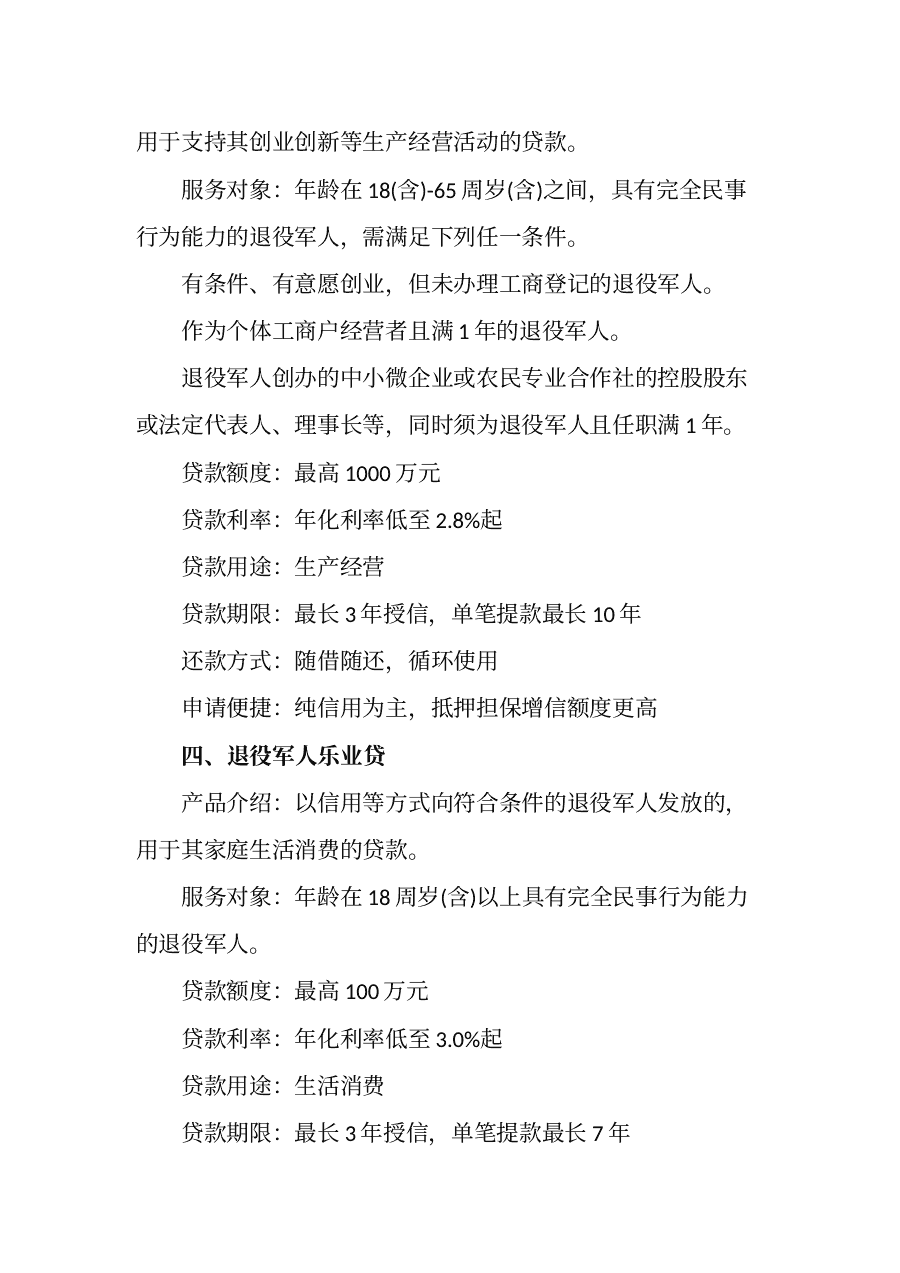 用于支持其创业创新等生产经营活动的贷款。
服务对象：年龄在 18(含)-65 周岁(含)之间，具有完全民事
行为能力的退役军人，需满足下列任一条件。
有条件、有意愿创业，但未办理工商登记的退役军人。
作为个体工商户经营者且满 1 年的退役军人。
退役军人创办的中小微企业或农民专业合作社的控股股东
或法定代表人、理事长等，同时须为退役军人且任职满 1 年。
贷款额度：最高 1000 万元
贷款利率：年化利率低至 2.8%起
贷款用途：生产经营
贷款期限：最长 3 年授信，单笔提款最长 10 年
还款方式：随借随还，循环使用
申请便捷：纯信用为主，抵押担保增信额度更高
四、退役军人乐业贷
产品介绍：以信用等方式向符合条件的退役军人发放的，
用于其家庭生活消费的贷款。
服务对象：年龄在 18 周岁(含)以上具有完全民事行为能力
的退役军人。
贷款额度：最高 100 万元
贷款利率：年化利率低至 3.0%起
贷款用途：生活消费
贷款期限：最长 3 年授信，单笔提款最长 7 年